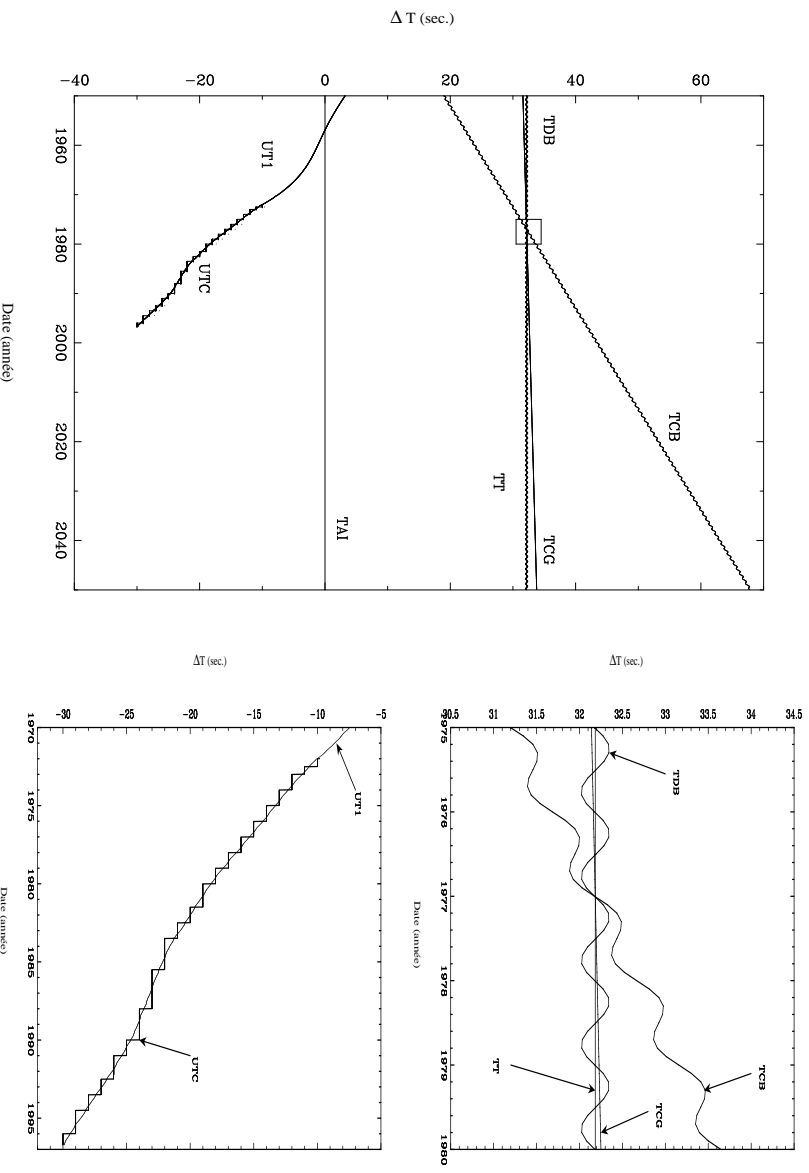 Δ T (sec.)
−40 −20 0 20 40 60
1960
1980
2000
2020
2040
Date (année)
UT1
UTC
TAI
TDB
TCB
TT
TCG
ΔT (sec.)
-30 -25 -20 -15 -10 -5
1970
1975
1980
1985
1990
1995
Date (année)
UT1
UTC
ΔT (sec.)
30.5 31 31.5 32 32.5 33 33.5 34 34.5
1975
1976
1977
1978
1979
1980
Date (année)
TDB
TT
TCB
TCG